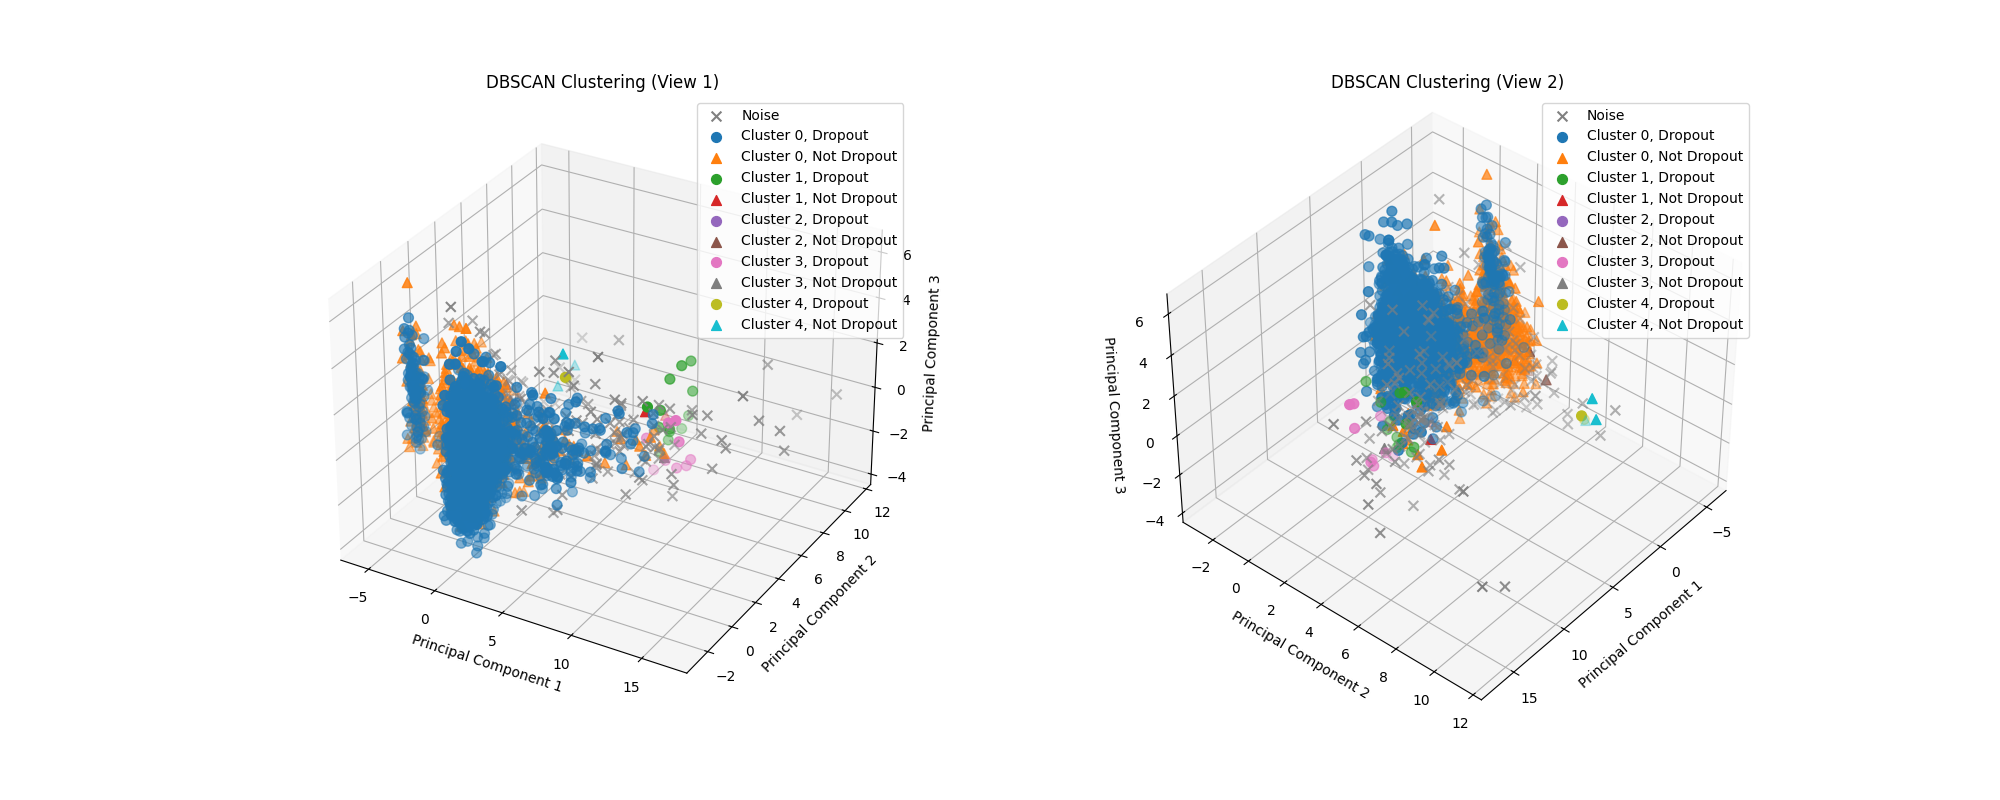 DBSCAN Clustering (View 1)
Noise
Cluster 0, Dropout
Cluster 0, Not Dropout
Cluster 1, Dropout
Cluster 1, Not Dropout
Cluster 2, Dropout
Cluster 2, Not Dropout
Cluster 3, Dropout
Cluster 3, Not Dropout
Cluster 4, Dropout
Cluster 4, Not Dropout
6
4
2
0
−2
−4
Principal Component 3
12
10
8
6
4
2
0
−2
Principal Component 2
−5
0
5
10
15
Principal Component 1
DBSCAN Clustering (View 2)
Noise
Cluster 0, Dropout
Cluster 0, Not Dropout
Cluster 1, Dropout
Cluster 1, Not Dropout
Cluster 2, Dropout
Cluster 2, Not Dropout
Cluster 3, Dropout
Cluster 3, Not Dropout
Cluster 4, Dropout
Cluster 4, Not Dropout
6
4
2
0
−2
−4
Principal Component 3
−2
0
2
4
6
8
10
12
Principal Component 2
−5
0
5
10
15
Principal Component 1